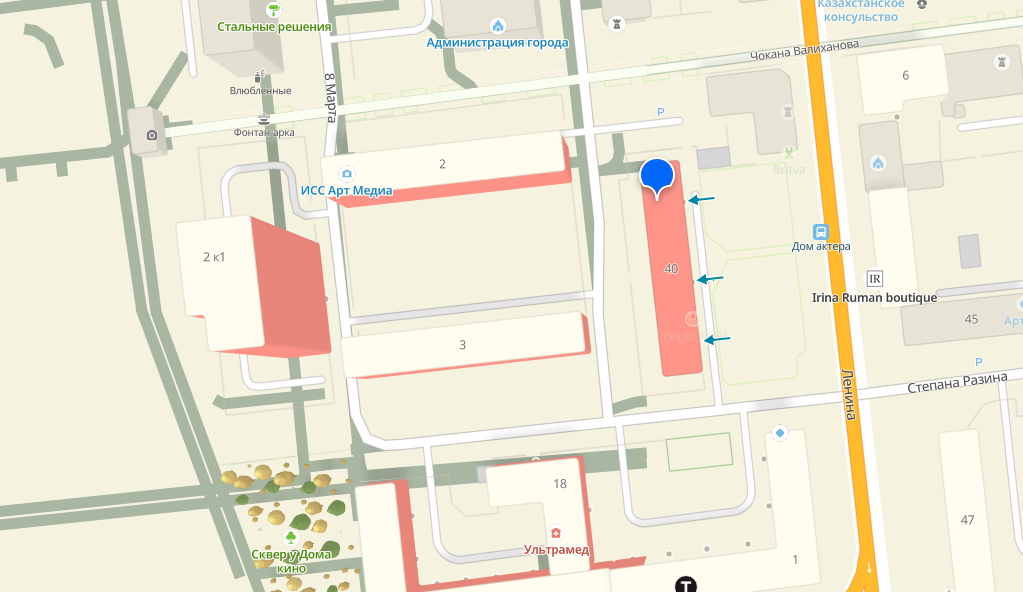 Казахстанское
консульство
Стальные решения
Администрация города
Чокана Валиханова
6
Влюбленные
8 Марта
P
Фонтан-арка
2
Britva
ИСС Арт Медиа
Дом актера
2 к1
40
IR
Irina Ruman boutique
45
Арт
3
P
Степана Разина
Ленина
18
47
Ультрамед
Сквер у Дома
кино
1
T